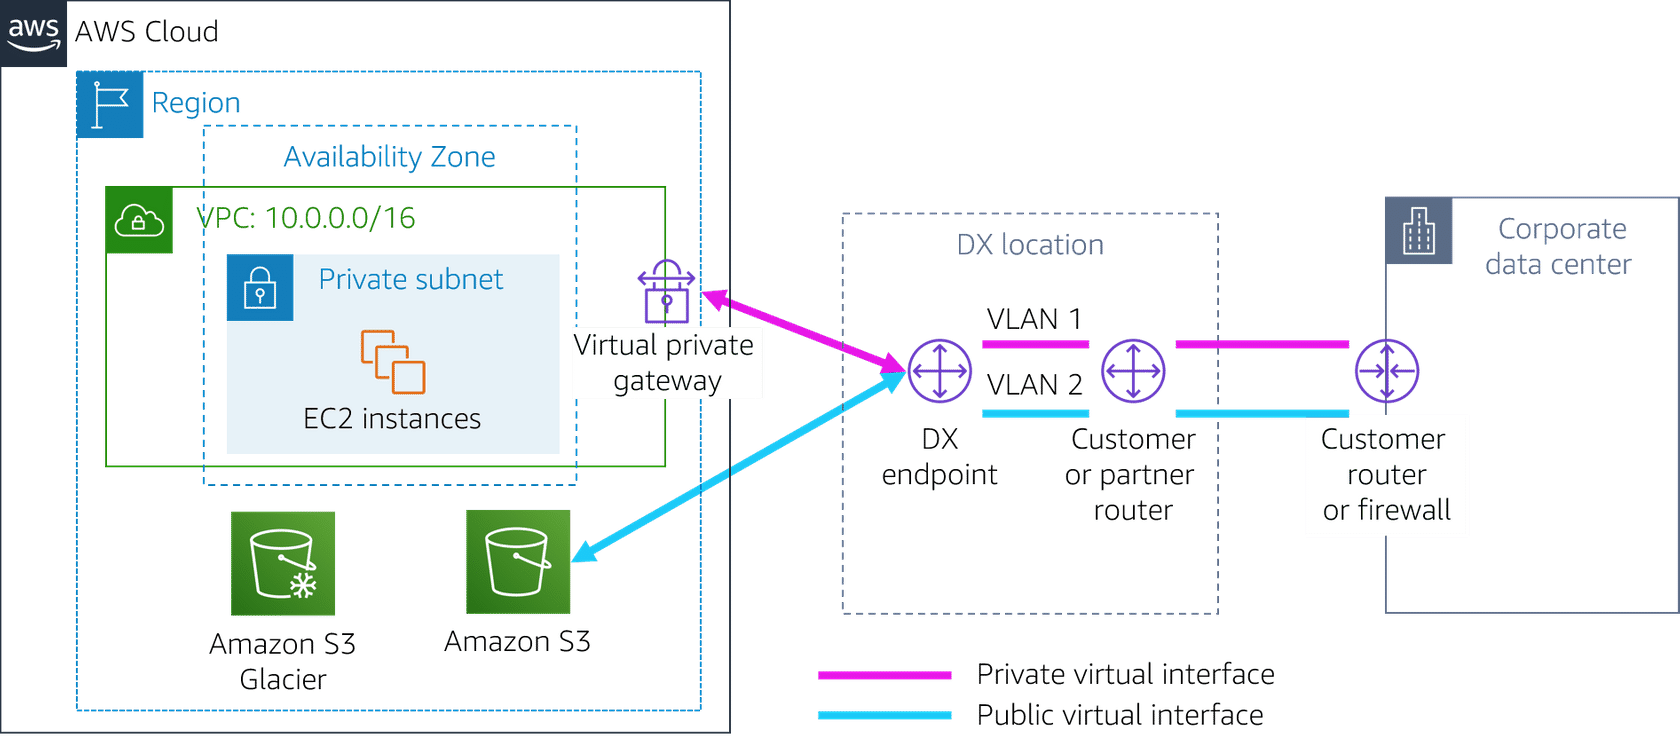 aws
AWS Cloud
Region
Availability Zone
VPC: 10.0.0.0/16
Private subnet
EC2 instances
Virtual private
gateway
Amazon S3
Glacier
Amazon S3
DX location
VLAN 1
VLAN 2
DX
endpoint
Customer
or partner
router
Customer
router
or firewall
Corporate
data center
Private virtual interface
Public virtual interface